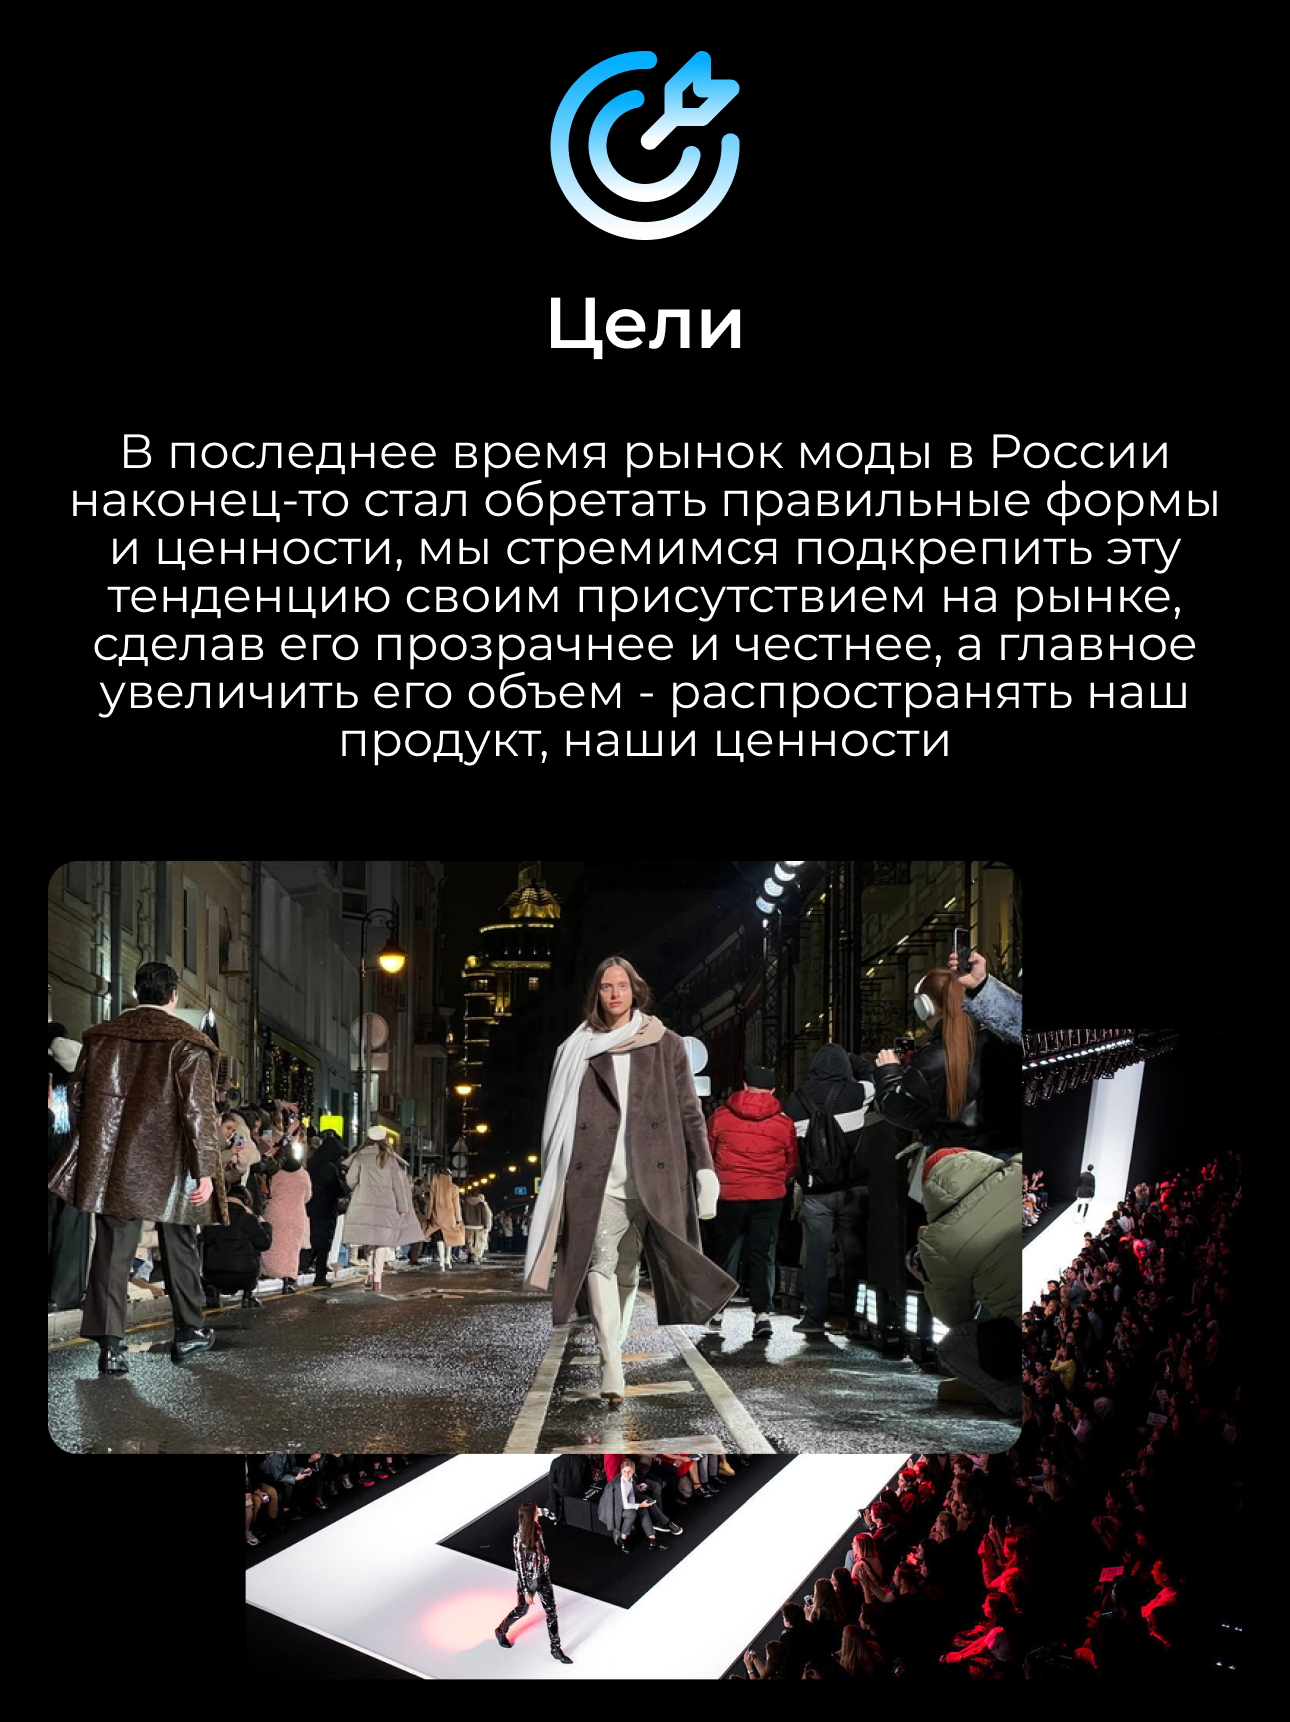 Цели
В последнее время рынок моды в России
наконец-то стал обретать правильные формы
и ценности, мы стремимся подкрепить эту
тенденцию своим присутствием на рынке,
сделав его прозрачнее и честнее, а главное
увеличить его объем - распространять наш
продукт, наши ценности